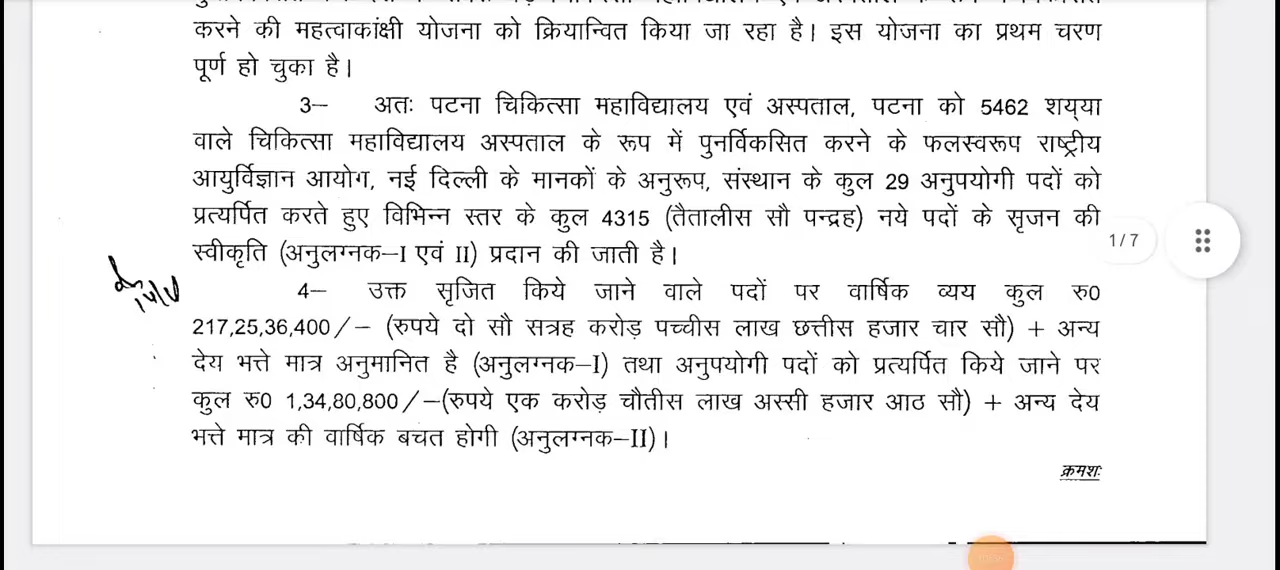 करने की महत्वाकांक्षी योजना को क्रियान्वित किया जा रहा है। इस योजना का प्रथम चरण
पूर्ण हो चुका है।
3– अतः पटना चिकित्सा महाविद्यालय एवं अस्पताल, पटना को 5462 शय्या
वाले चिकित्सा महाविद्यालय अस्पताल के रूप में पुनर्विकसित करने के फलस्वरूप राष्ट्रीय
आयुर्विज्ञान आयोग, नई दिल्ली के मानकों के अनुरूप, संस्थान के कुल 29 अनुपयोगी पदों को
प्रत्यर्पित करते हुए विभिन्न स्तर के कुल 4315 (तैतालीस सौ पन्द्रह) नये पदों के सृजन की
स्वीकृति (अनुलग्नक–I एवं II) प्रदान की जाती है।
1/7
4– उक्त सृजित किये जाने वाले पदों पर वार्षिक व्यय कुल रु0
217,25,36,400/– (रुपये दो सौ सत्रह करोड़ पच्चीस लाख छत्तीस हजार चार सौ) + अन्य
देय भत्ते मात्र अनुमानित है (अनुलग्नक–I) तथा अनुपयोगी पदों को प्रत्यर्पित किये जाने पर
कुल रु0 1,34,80,800/–(रुपये एक करोड़ चौतीस लाख अस्सी हजार आठ सौ) + अन्य देय
भत्ते मात्र की वार्षिक बचत होगी (अनुलग्नक–II)।
क्रमशः